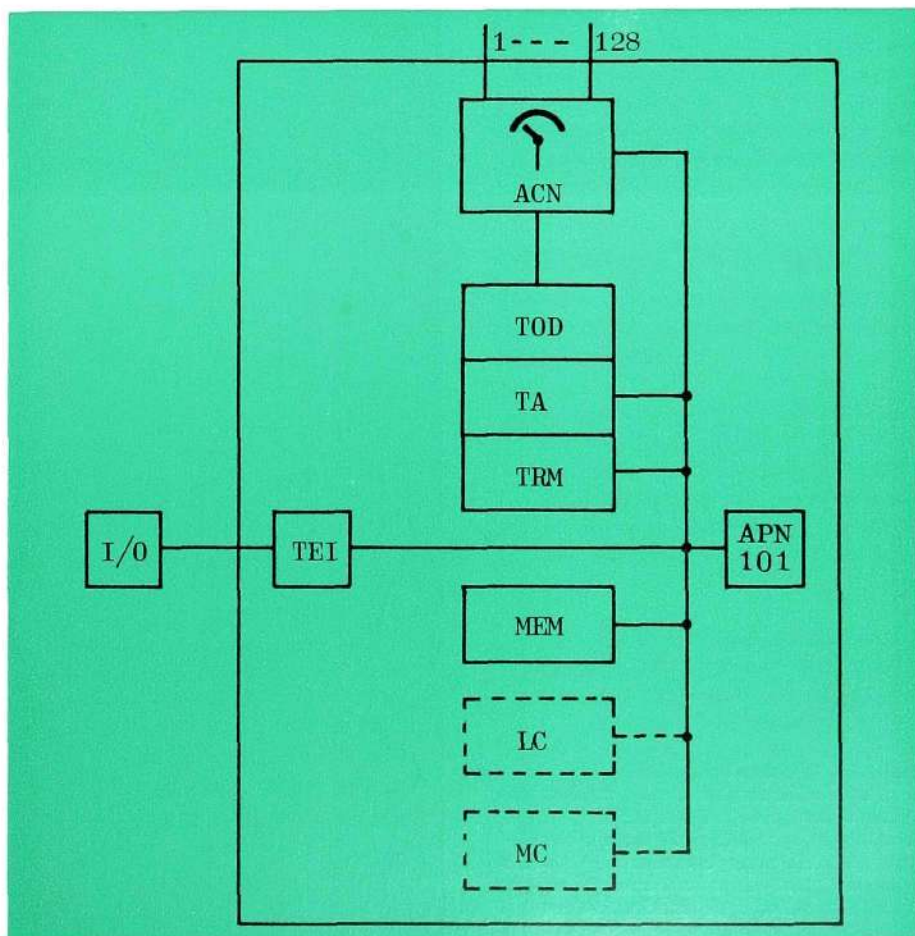 1 - - - 128
ACN
TOD
TA
TRM
I/O
TEI
APN
101
MEM
LC
MC